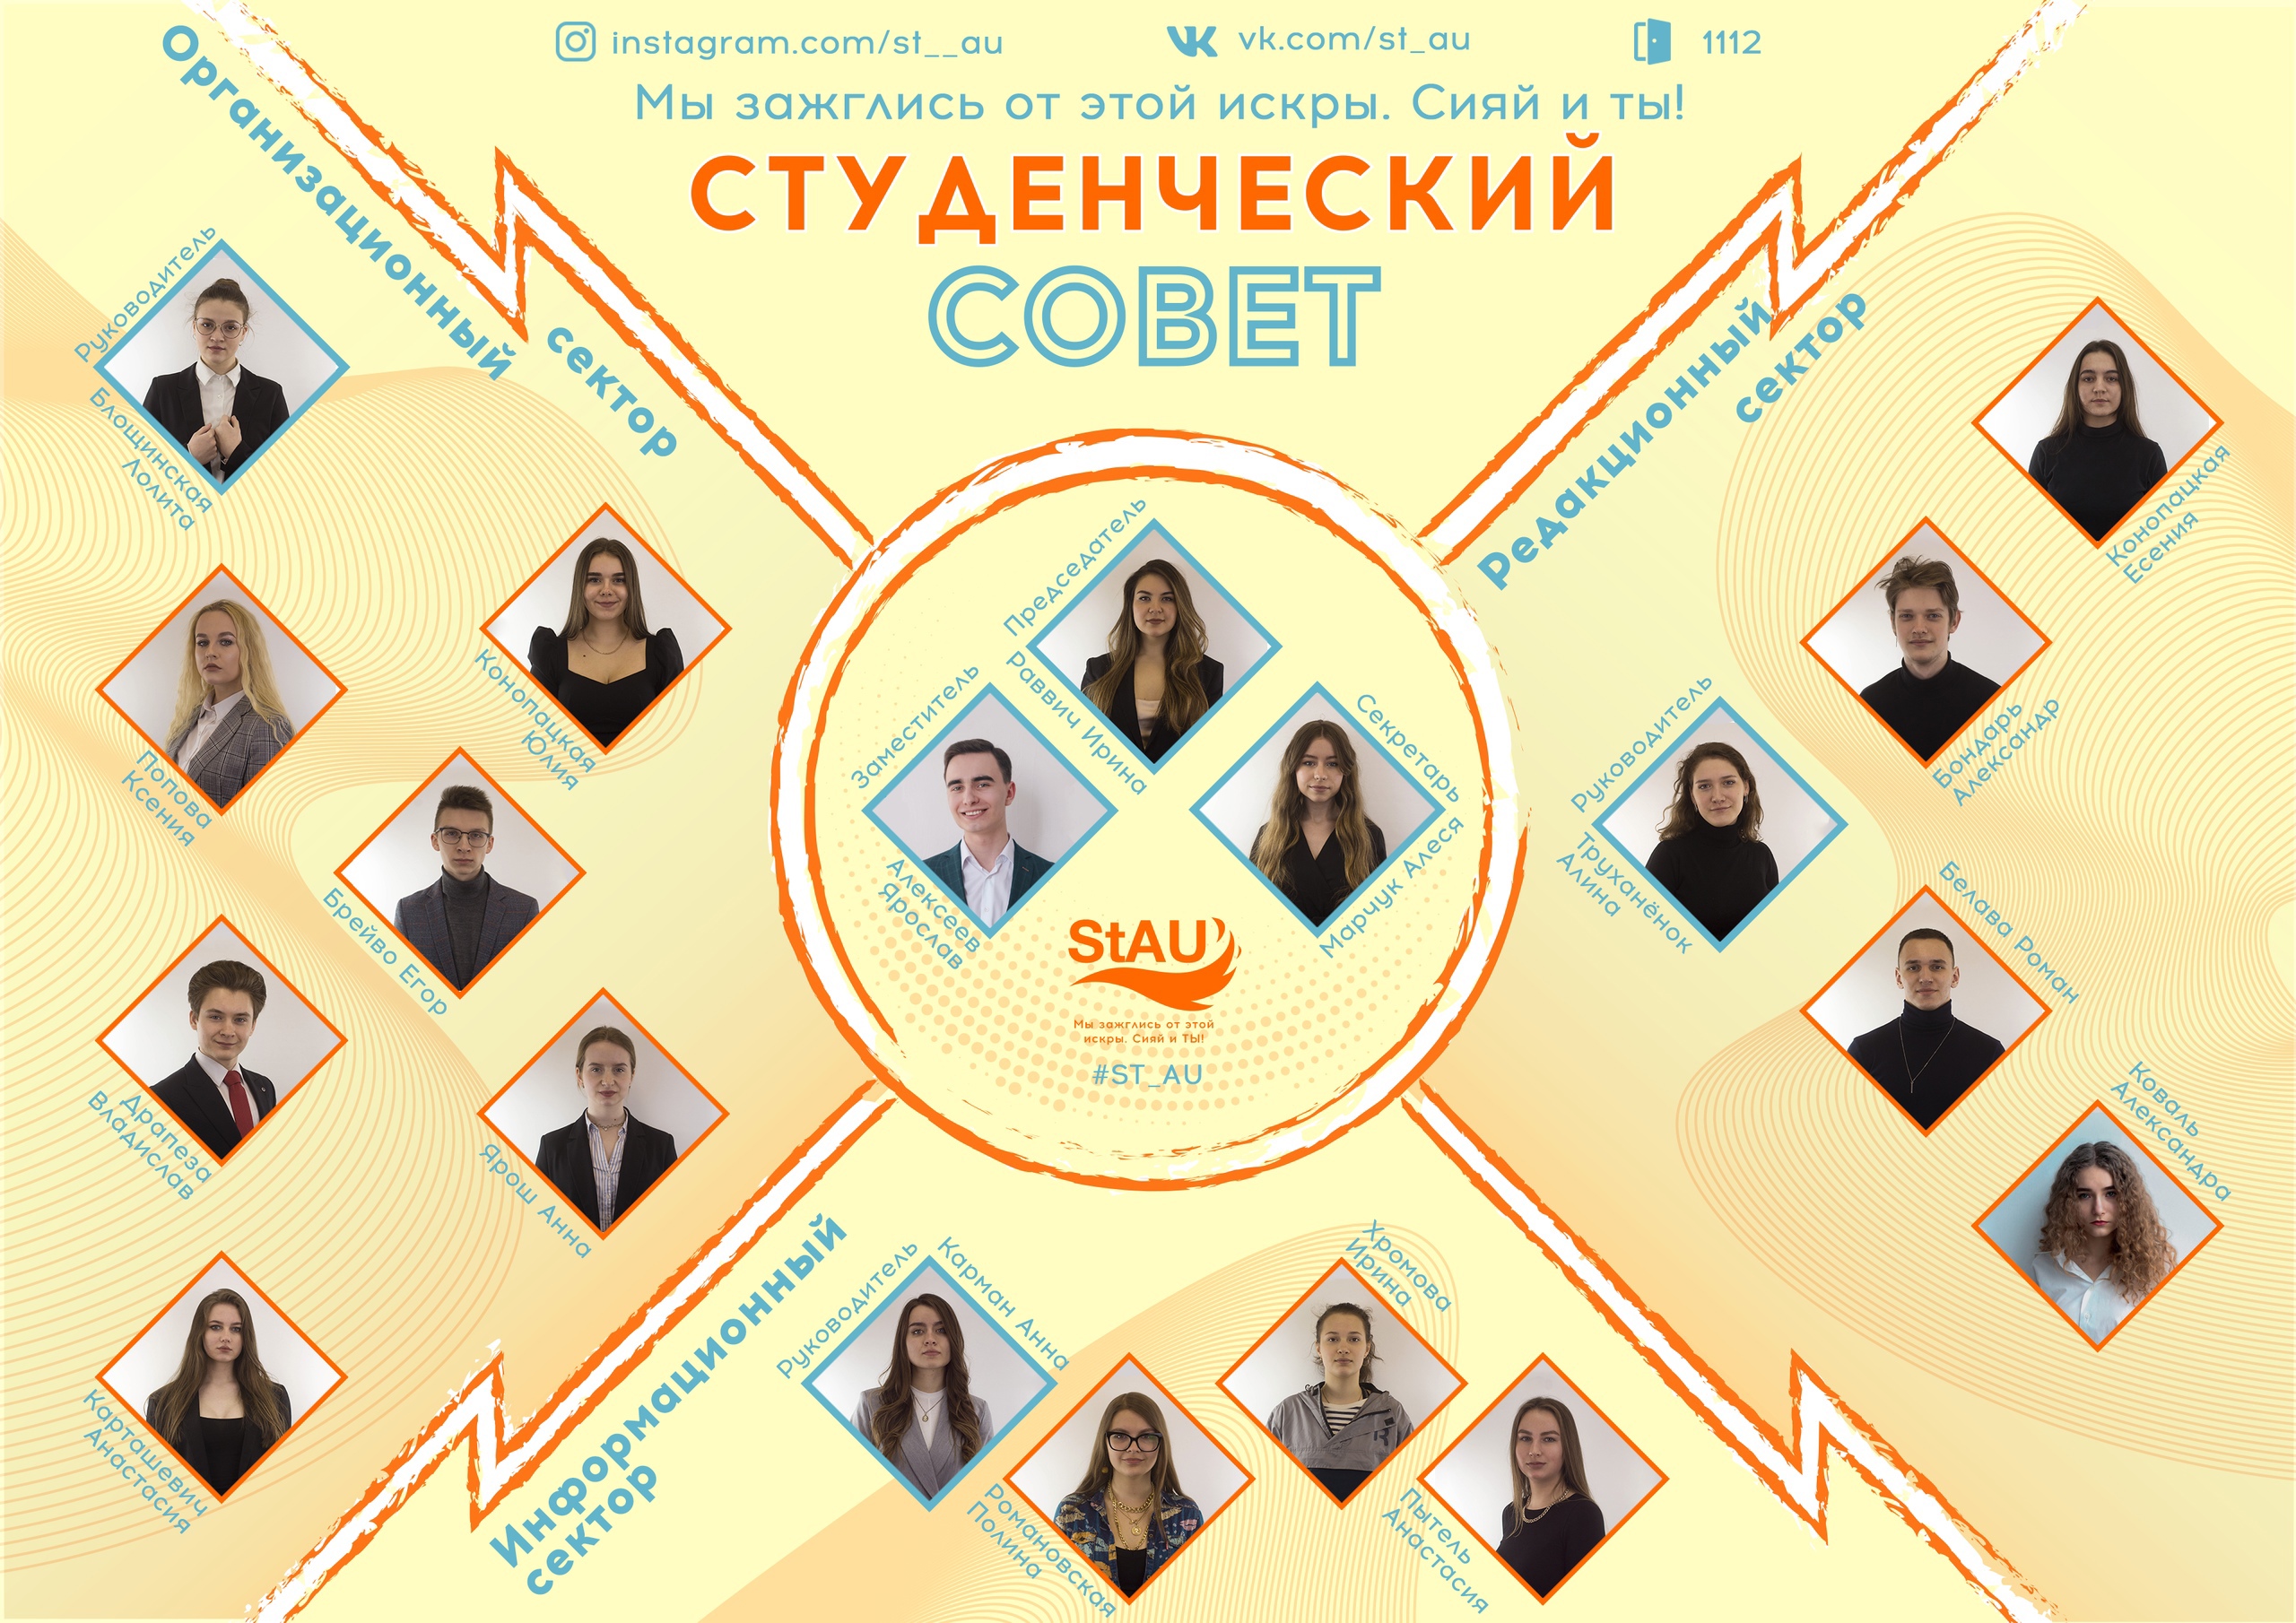 instagram.com/st__au
vk.com/st_au
1112
Мы зажглись от этой искры. Сияй и ты!
СТУДЕНЧЕСКИЙ
СОВЕТ
Организационный
сектор
Руководитель
Блощинская
Лолита
Конопацкая
Юлия
Попова
Ксения
Брейво Егор
Драпеза
Владислав
Ярош Анна
Карташевич
Анастасия
Председатель
Раввич Ирина
Заместитель
Алексеев
Ярослав
Секретарь
Марчук Алеся
StAU
Мы зажглись от этой
искры. Сияй и ТЫ!
#ST_AU
Редакционный
сектор
Конопацкая
Есения
Бондарь
Александр
Руководитель
Труханёнок
Алина
Белава Роман
Коваль
Александра
Информационный
сектор
Руководитель
Карман Анна
Романовская
Полина
Хромова
Ирина
Пытель
Анастасия